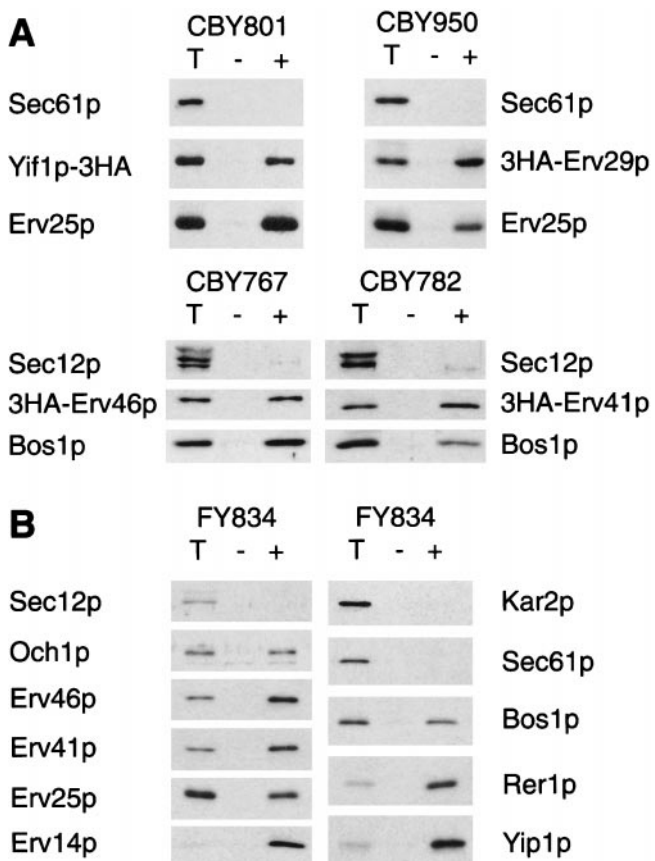 A
CBY801 CBY950
T - + T - +
Sec61p Sec61p
Yif1p-3HA 3HA-Erv29p
Erv25p Erv25p
CBY767 CBY782
T - + T - +
Sec12p Sec12p
3HA-Erv46p 3HA-Erv41p
Bos1p Bos1p
B
FY834 FY834
T - + T - +
Sec12p Kar2p
Och1p Sec61p
Erv46p Bos1p
Erv41p
Erv25p Rer1p
Erv14p Yip1p